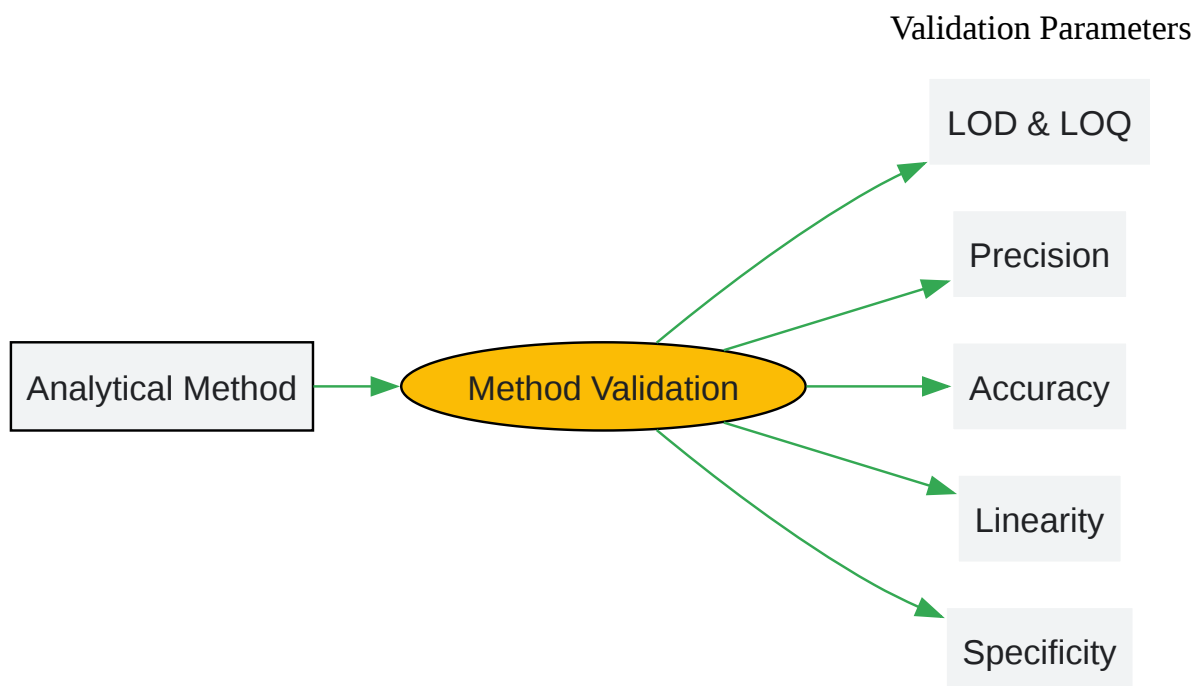 Validation Parameters
LOD & LOQ
Precision
Analytical Method
Method Validation
Accuracy
Linearity
Specificity